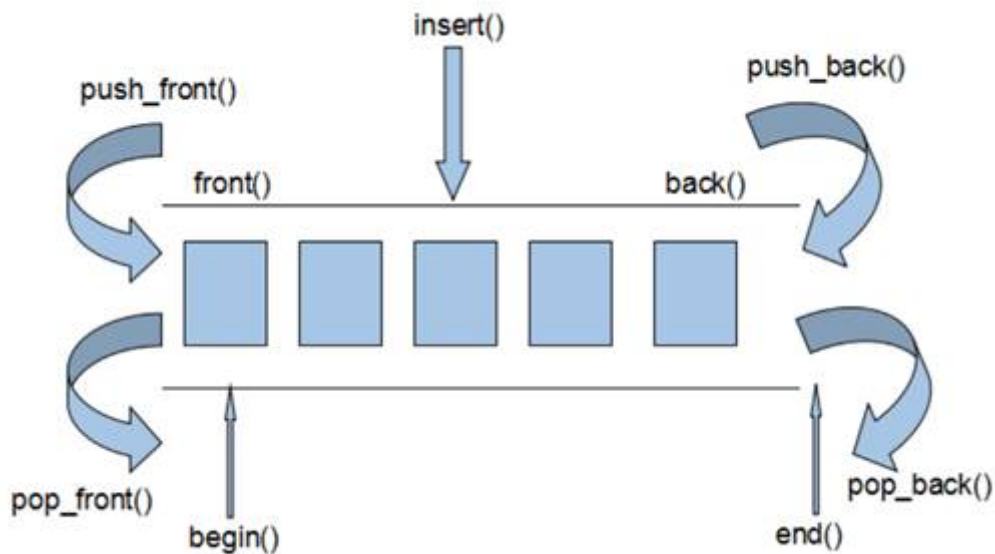 insert()
push_front()
push_back()
front()
back()
pop_front()
pop_back()
begin()
end()